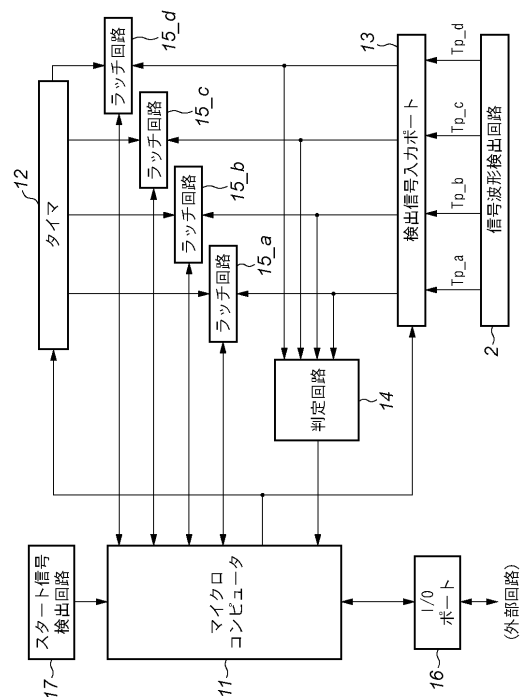 12
タイマ
ラッチ回路
15_d
ラッチ回路
15_c
ラッチ回路
15_b
ラッチ回路
15_a
13
検出信号入力ポート
Tp_a
Tp_b
Tp_c
Tp_d
信号波形検出回路
2
判定回路
14
スタート信号
検出回路
17
マイクロ
コンピュータ
11
I/O
ポート
16
(外部回路)